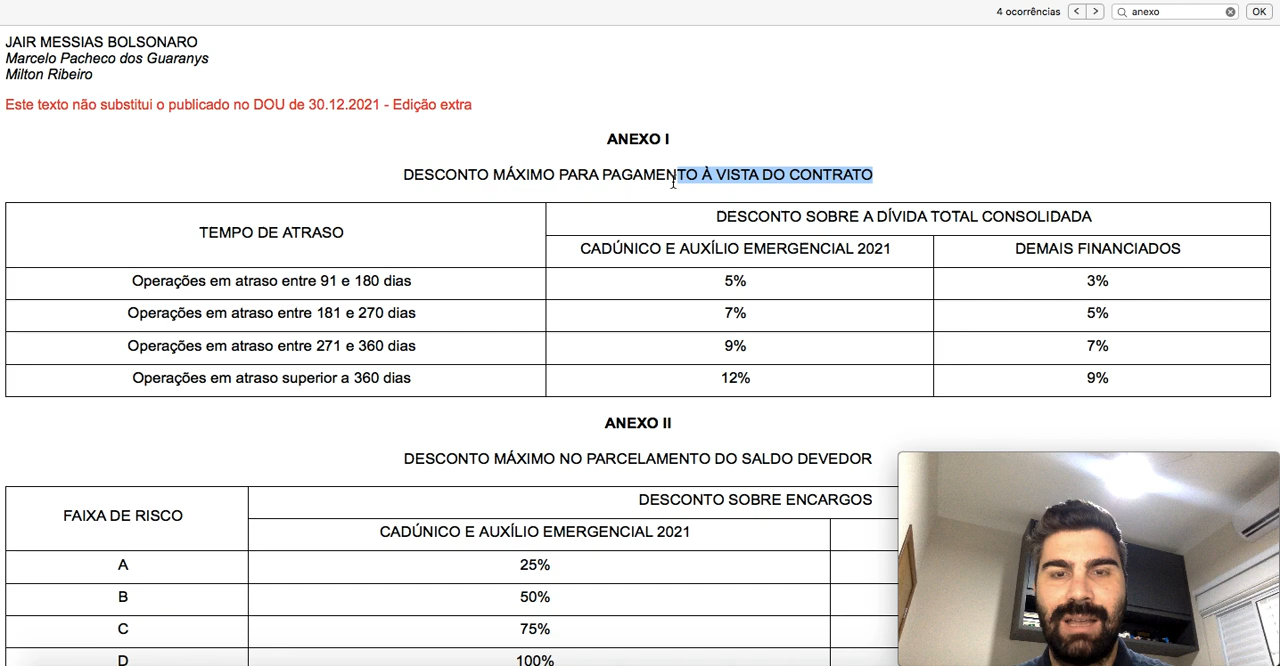 4 ocorrências < > anexo OK
JAIR MESSIAS BOLSONARO
Marcelo Pacheco dos Guaranys
Milton Ribeiro
Este texto não substitui o publicado no DOU de 30.12.2021 - Edição extra
ANEXO I
DESCONTO MÁXIMO PARA PAGAMENTO À VISTA DO CONTRATO
TEMPO DE ATRASO
DESCONTO SOBRE A DÍVIDA TOTAL CONSOLIDADA
CADÚNICO E AUXÍLIO EMERGENCIAL 2021 DEMAIS FINANCIADOS
Operações em atraso entre 91 e 180 dias 5% 3%
Operações em atraso entre 181 e 270 dias 7% 5%
Operações em atraso entre 271 e 360 dias 9% 7%
Operações em atraso superior a 360 dias 12% 9%
ANEXO II
DESCONTO MÁXIMO NO PARCELAMENTO DO SALDO DEVEDOR
FAIXA DE RISCO
DESCONTO SOBRE ENCARGOS
CADÚNICO E AUXÍLIO EMERGENCIAL 2021
A 25%
B 50%
C 75%
D 100%